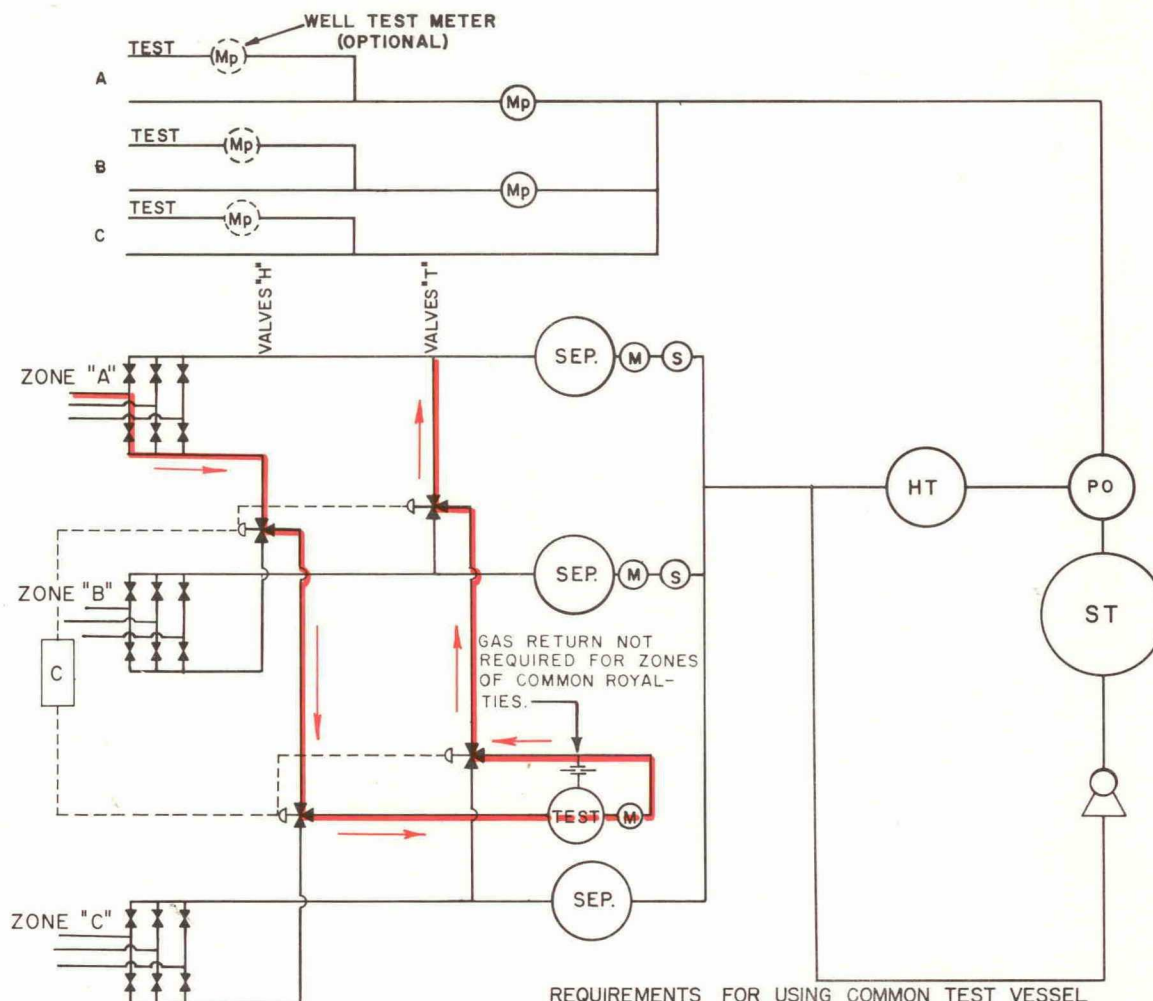 WELL TEST METER
(OPTIONAL)
TEST
Mp
A
Mp
TEST
Mp
B
Mp
TEST
Mp
C
VALVES "H"
VALVES "T"
ZONE "A"
SEP.
M
S
HT
PO
ZONE "B"
SEP.
M
S
ST
C
GAS RETURN NOT
REQUIRED FOR ZONES
OF COMMON ROYAL-
TIES.
TEST
M
SEP.
ZONE "C"
REQUIREMENTS FOR USING COMMON TEST VESSEL